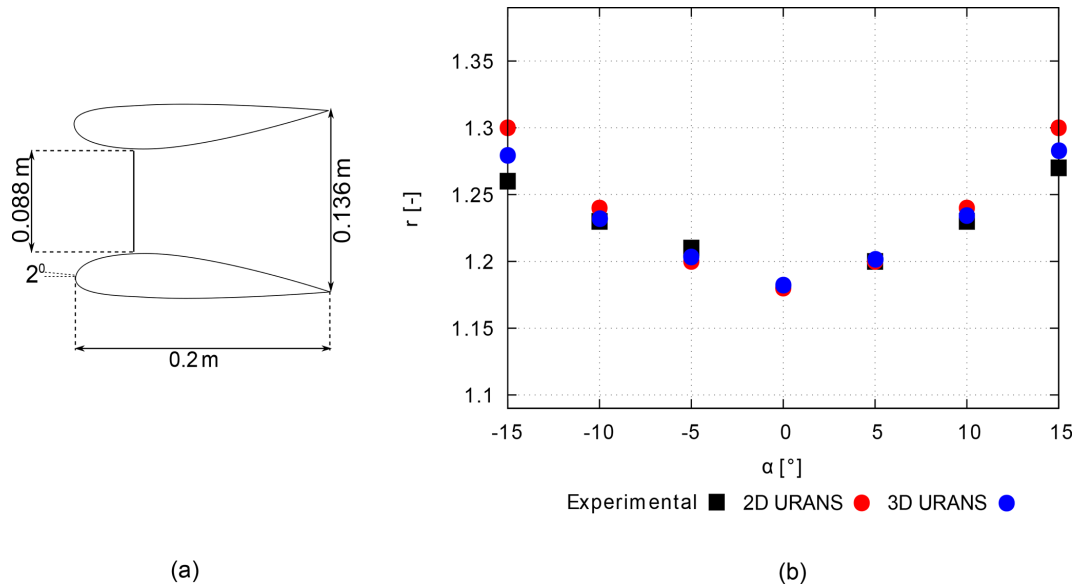 0.088 m
0.136 m
2⁰
0.2 m
(a)
r [-]
1.35
1.3
1.25
1.2
1.15
1.1
-15 -10 -5 0 5 10 15
α [°]
Experimental 2D URANS 3D URANS
(b)